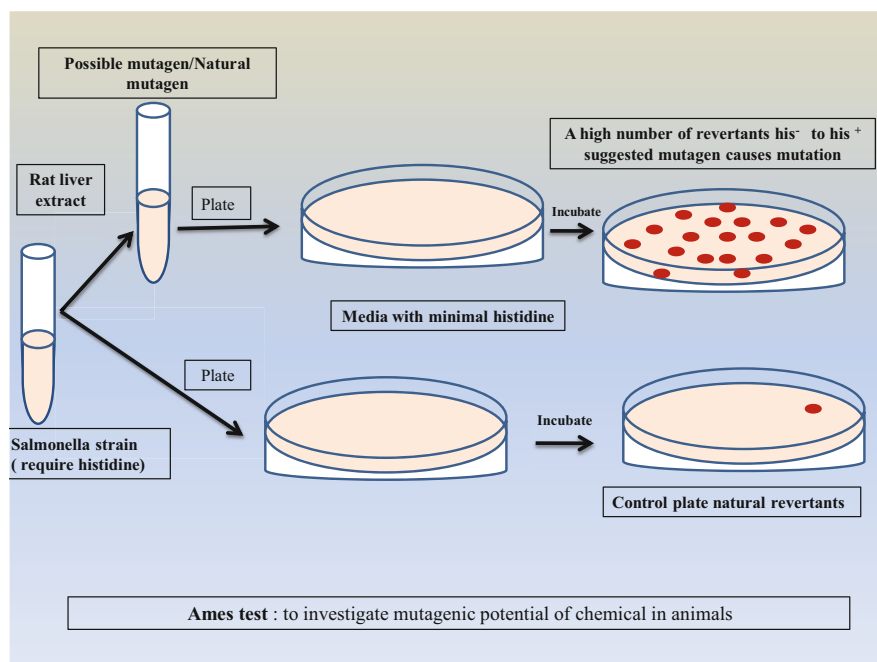 Possible mutagen/Natural
mutagen
A high number of revertants his⁻ to his ⁺
suggested mutagen causes mutation
Rat liver
extract
Plate
Incubate
Media with minimal histidine
Plate
Incubate
Salmonella strain
( require histidine)
Control plate natural revertants
Ames test : to investigate mutagenic potential of chemical in animals